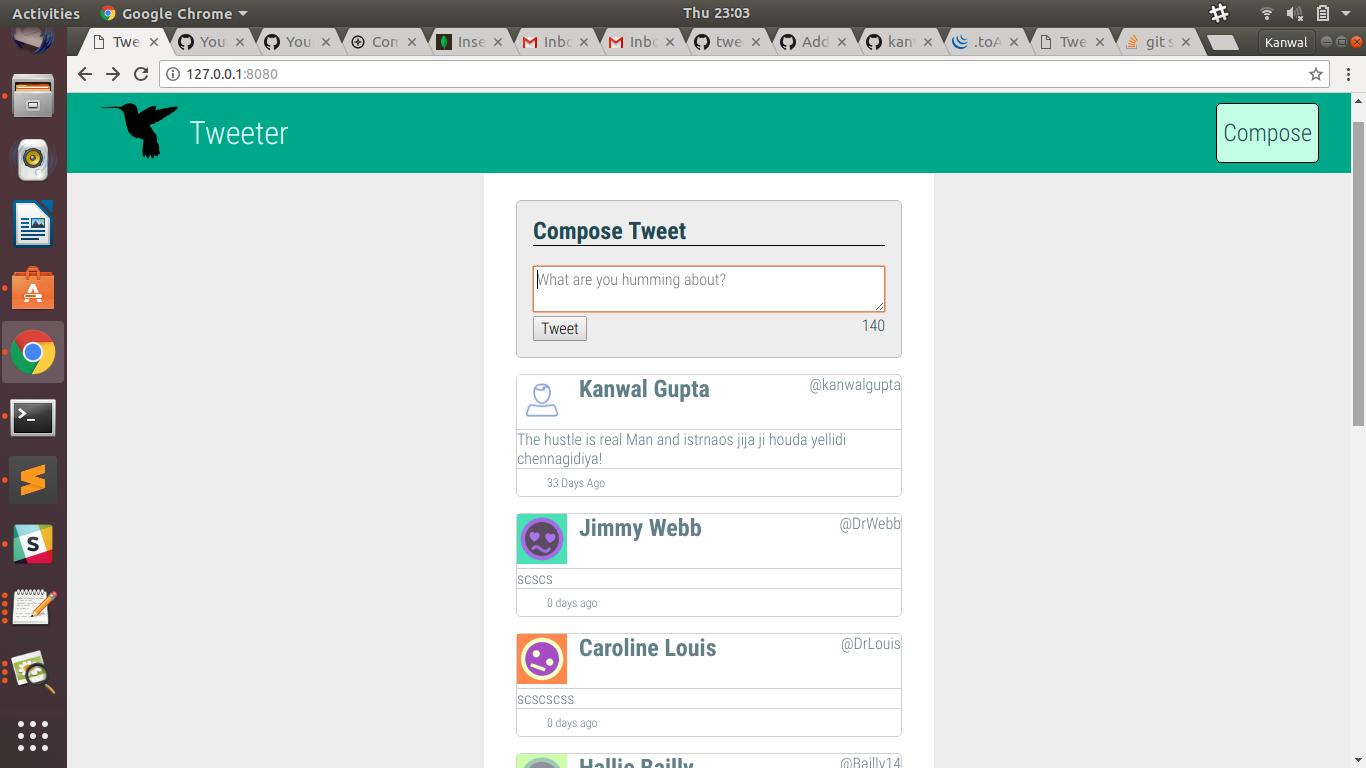 Activities Google Chrome Thu 23:03
Twe You You Com Inse Inbo Inbo twe Add kan .toA Twe git s Kanwal
127.0.0.1:8080
Tweeter Compose
Compose Tweet
What are you humming about?
Tweet 140
Kanwal Gupta @kanwalgupta
The hustle is real Man and istrnaos jija ji houda yellidi
chennagidiya!
33 Days Ago
Jimmy Webb @DrWebb
scscs
0 days ago
Caroline Louis @DrLouis
scscscss
0 days ago
Hallie Bailly @Bailly14